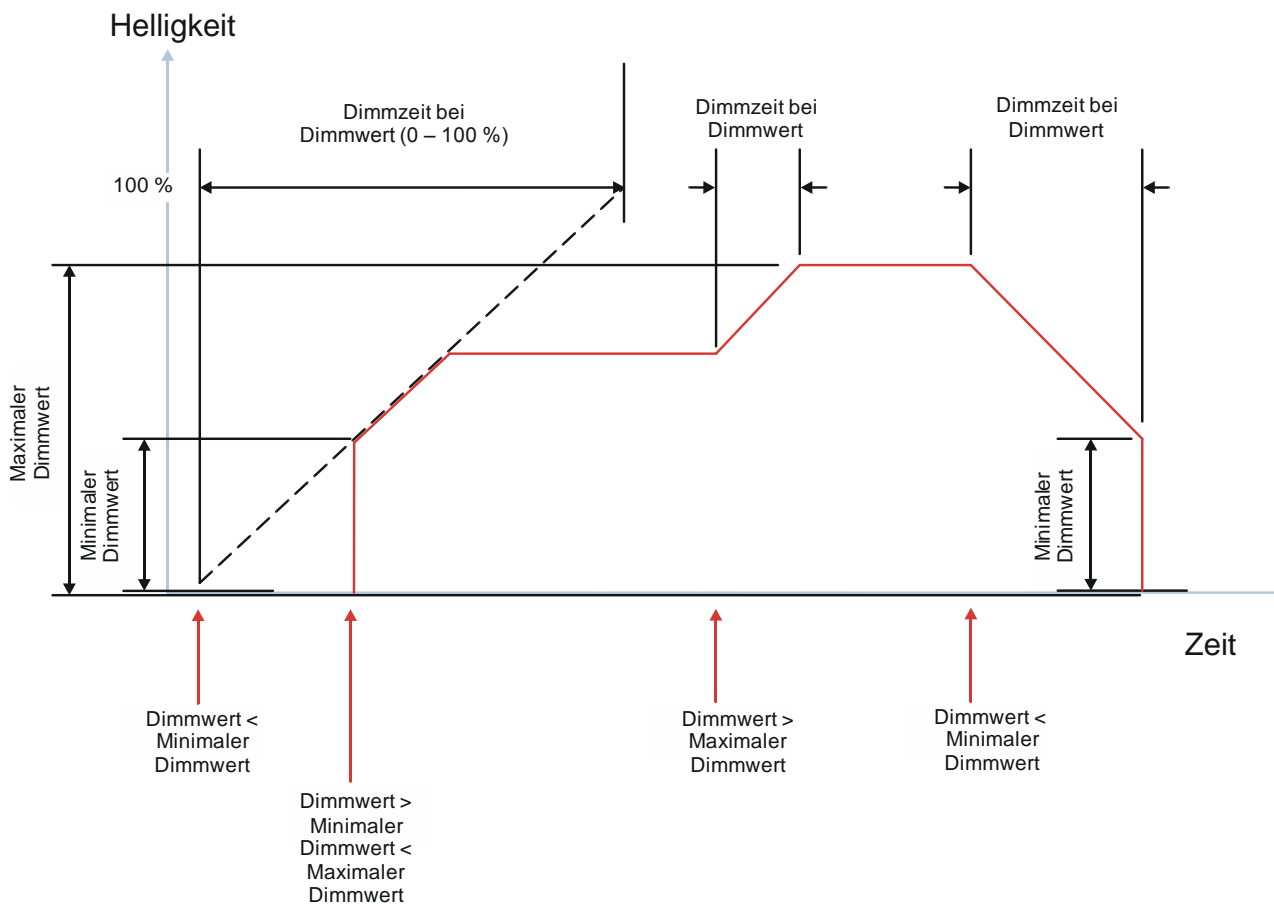 Helligkeit
Dimmzeit bei
Dimmwert (0 – 100 %)
Dimmzeit bei
Dimmwert
Dimmzeit bei
Dimmwert
100 %
Maximaler
Dimmwert
Minimaler
Dimmwert
Minimaler
Dimmwert
Zeit
Dimmwert <
Minimaler
Dimmwert
Dimmwert >
Minimaler
Dimmwert <
Maximaler
Dimmwert
Dimmwert >
Maximaler
Dimmwert
Dimmwert <
Minimaler
Dimmwert